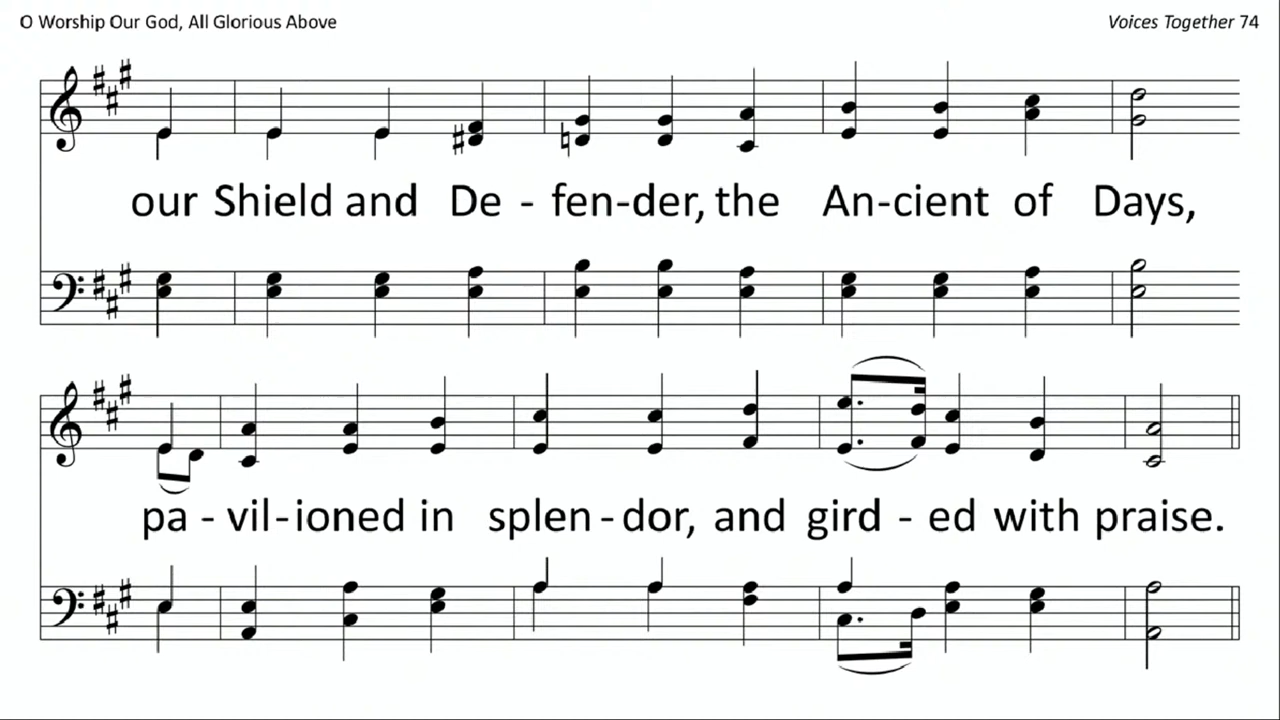 O Worship Our God, All Glorious Above
Voices Together 74
our Shield and De - fen-der, the An-cient of Days,
pa - vil-ioned in splen-dor, and gird - ed with praise.